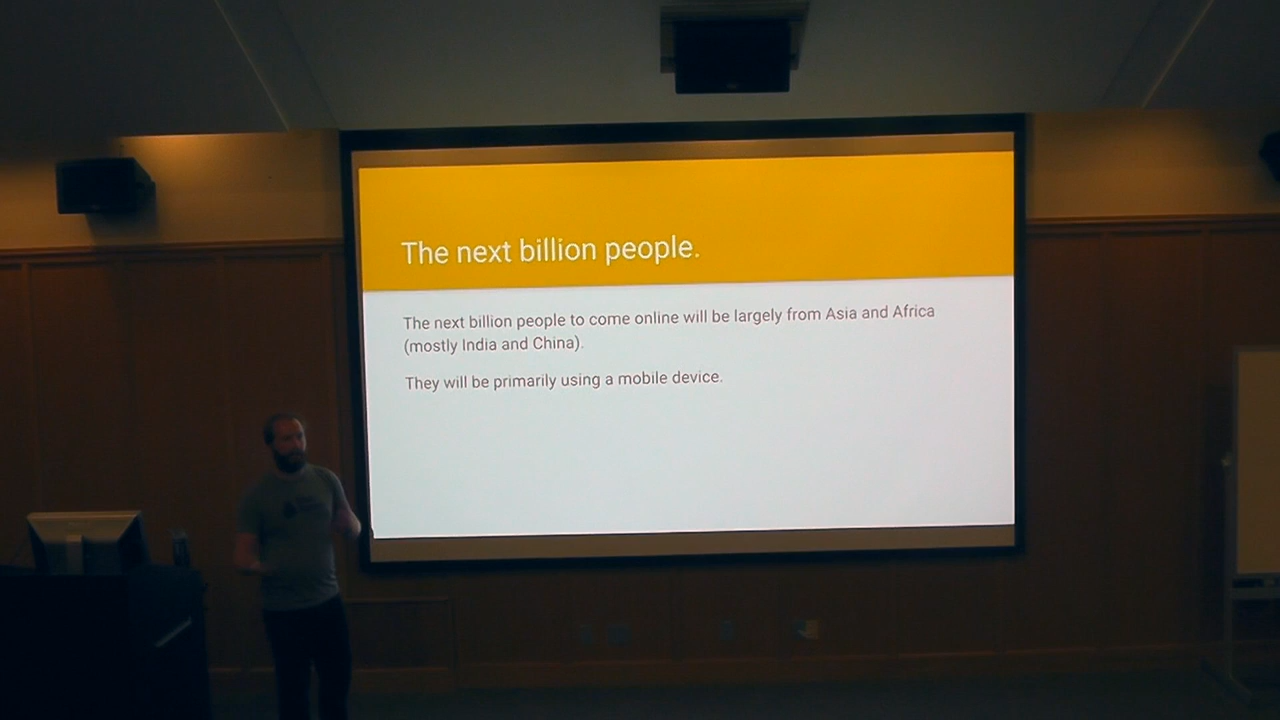 The next billion people.
The next billion people to come online will be largely from Asia and Africa
(mostly India and China).
They will be primarily using a mobile device.